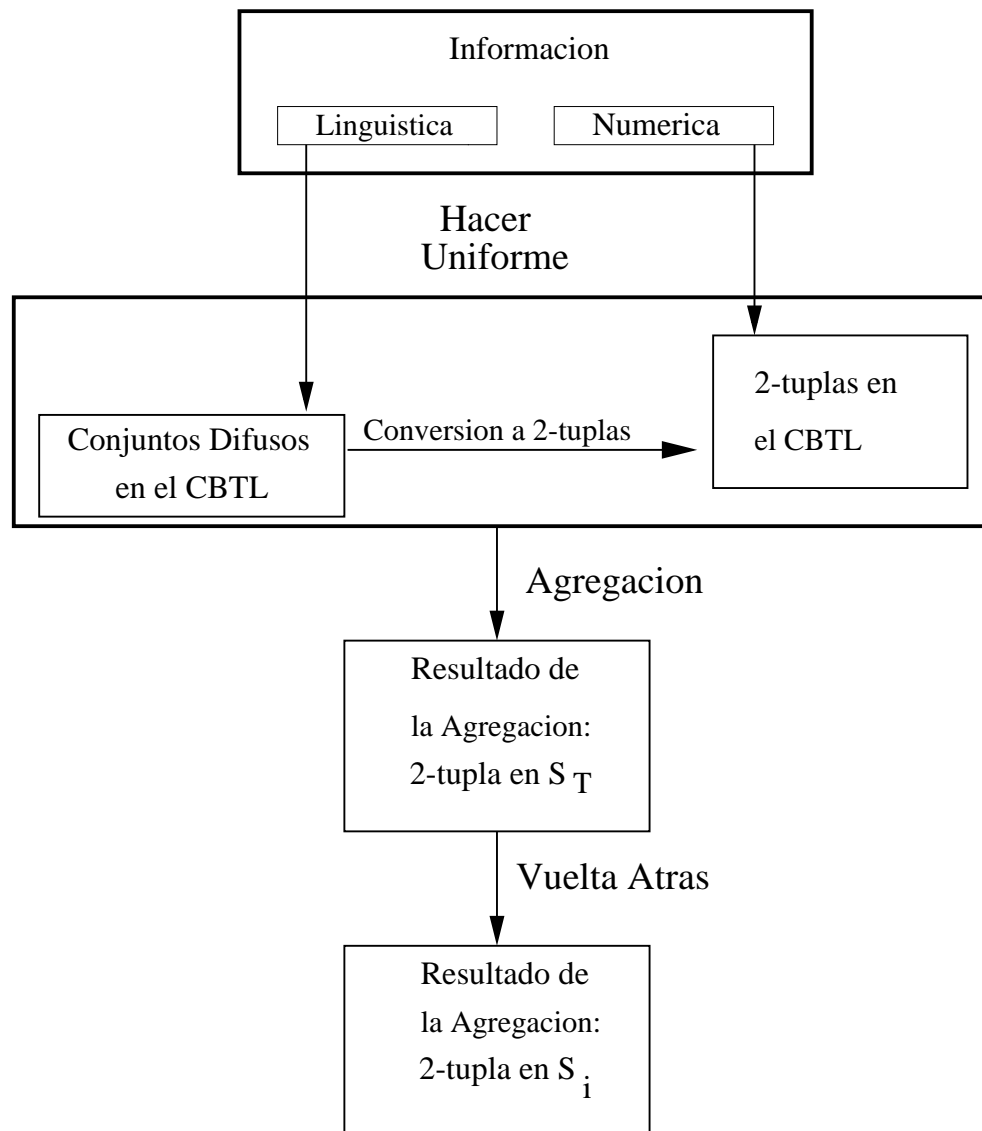 Informacion
Linguistica
Numerica
Hacer
Uniforme
2-tuplas en
el CBTL
Conjuntos Difusos
en el CBTL
Conversion a 2-tuplas
Agregacion
Resultado de
la Agregacion:
2-tupla en S T
Vuelta Atras
Resultado de
la Agregacion:
2-tupla en S i